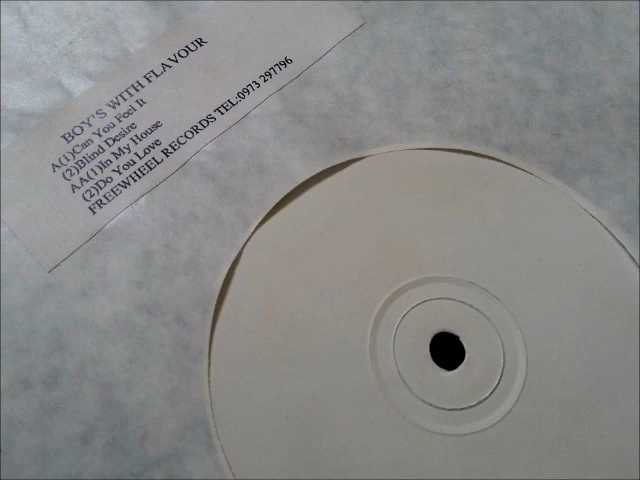 BOY'S WITH FLAVOUR
A(1)Can You Feel It
(2)Blind Desire
AA(1)In My House
(2)Do You Love
FREEWHEEL RECORDS TEL:0973 297796